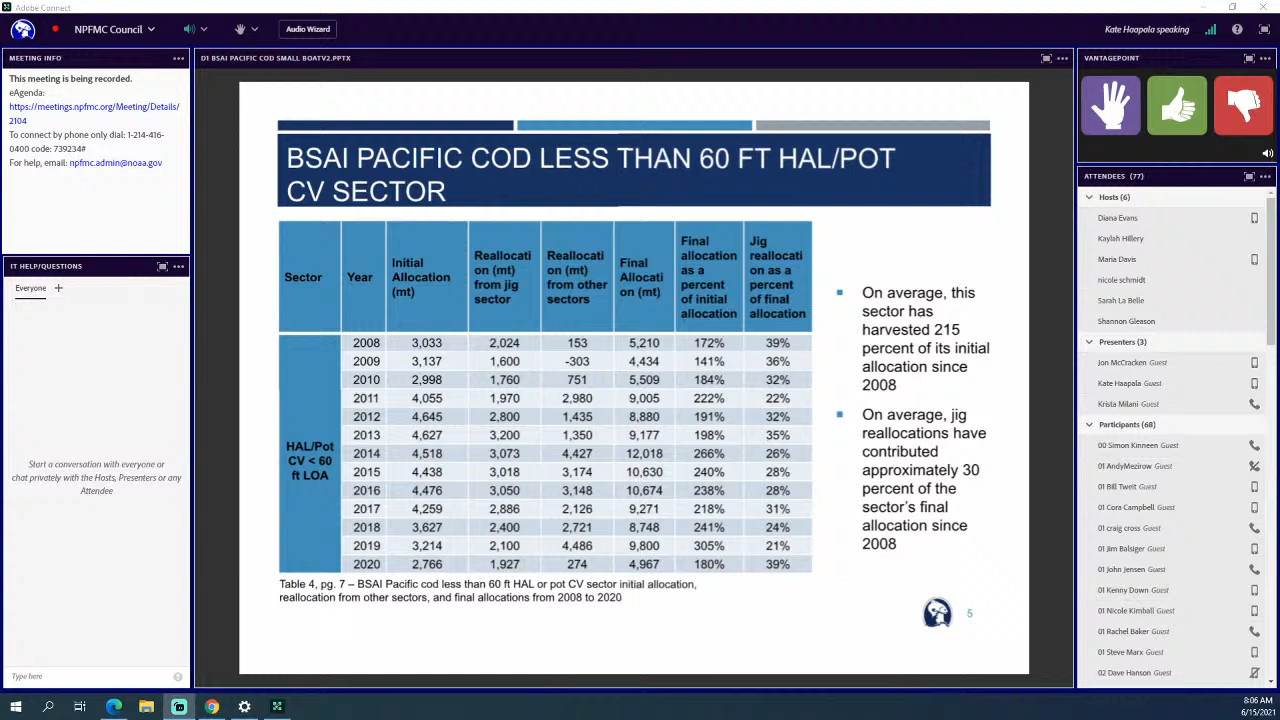 Adobe Connect
NPFMC Council
Audio Wizard
Kate Haapala speaking
MEETING INFO
This meeting is being recorded.
eAgenda:
https://meetings.npfmc.org/Meeting/Details/
2104
To connect by phone only dial: 1-214-416-
0400 code: 739234#
For help, email: npfmc.admin@noaa.gov
IT HELP/QUESTIONS
Everyone
Start a conversation with everyone or
chat privately with the Hosts, Presenters or any
Attendee
Type here
D1 BSAI PACIFIC COD SMALL BOATV2.PPTX
BSAI PACIFIC COD LESS THAN 60 FT HAL/POT
CV SECTOR
Sector Year Initial Allocation (mt) Reallocati on (mt) from jig sector Reallocati on (mt) from other sectors Final Allocati on (mt) Final allocation as a percent of initial allocation Jig reallocati on as a percent of final allocation
HAL/Pot
CV < 60
ft LOA
2008 3,033 2,024 153 5,210 172% 39%
2009 3,137 1,600 -303 4,434 141% 36%
2010 2,998 1,760 751 5,509 184% 32%
2011 4,055 1,970 2,980 9,005 222% 22%
2012 4,645 2,800 1,435 8,880 191% 32%
2013 4,627 3,200 1,350 9,177 198% 35%
2014 4,518 3,073 4,427 12,018 266% 26%
2015 4,438 3,018 3,174 10,630 240% 28%
2016 4,476 3,050 3,148 10,674 238% 28%
2017 4,259 2,886 2,126 9,271 218% 31%
2018 3,627 2,400 2,721 8,748 241% 24%
2019 3,214 2,100 4,486 9,800 305% 21%
2020 2,766 1,927 274 4,967 180% 39%
Table 4, pg. 7 – BSAI Pacific cod less than 60 ft HAL or pot CV sector initial allocation,
reallocation from other sectors, and final allocations from 2008 to 2020
On average, this
sector has
harvested 215
percent of its initial
allocation since
2008
On average, jig
reallocations have
contributed
approximately 30
percent of the
sector's final
allocation since
2008
5
VANTAGEPOINT
ATTENDEES (77)
Hosts (6)
Diana Evans
Kaylah Hillery
Maria Davis
nicole schmidt
Sarah La Belle
Shannon Gleason
Presenters (3)
Jon McCracken Guest
Kate Haapala Guest
Krista Milani Guest
Participants (68)
00 Simon Kinneen Guest
01 AndyMezirow Guest
01 Bill Tweit Guest
01 Cora Campbell Guest
01 craig cross Guest
01 Jim Balsiger Guest
01 John Jensen Guest
01 Kenny Down Guest
01 Nicole Kimball Guest
01 Rachel Baker Guest
01 Steve Marx Guest
02 Dave Hanson Guest
8:06 AM
6/15/2021